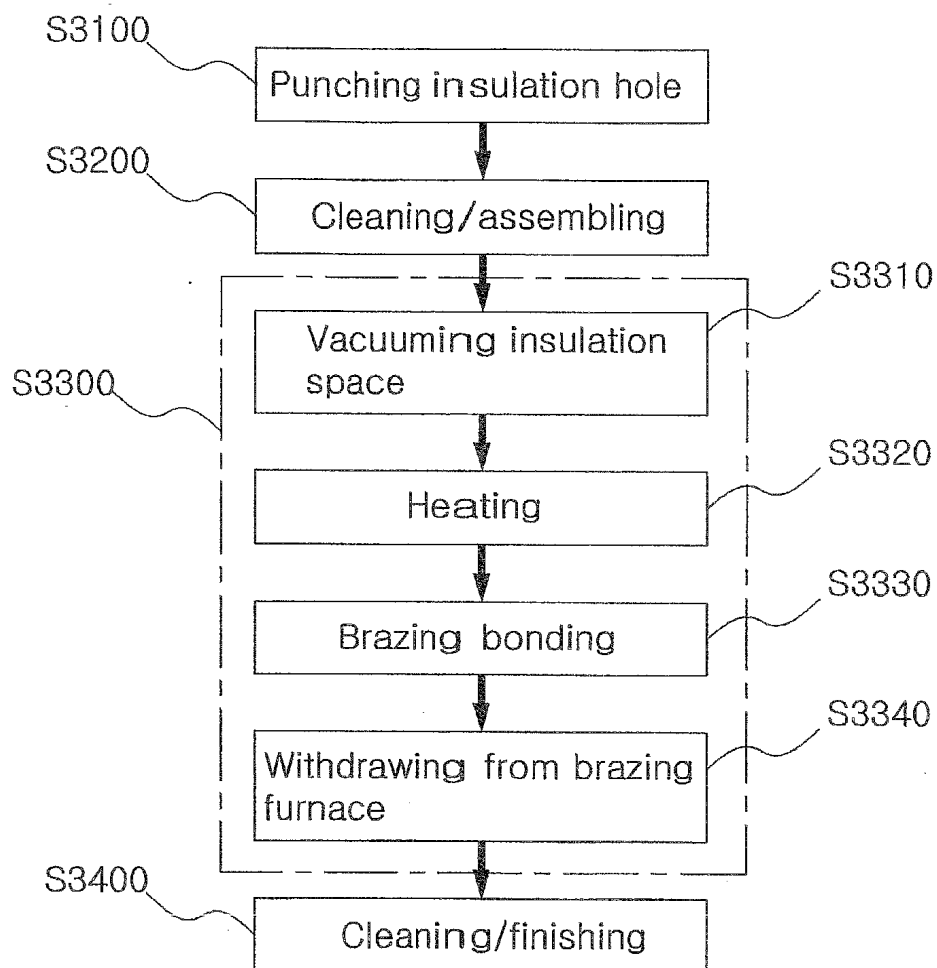 S3100
Punching insulation hole
S3200
Cleaning/assembling
S3310
Vacuuming insulation
space
S3300
S3320
Heating
S3330
Brazing bonding
S3340
Withdrawing from brazing
furnace
S3400
Cleaning/finishing